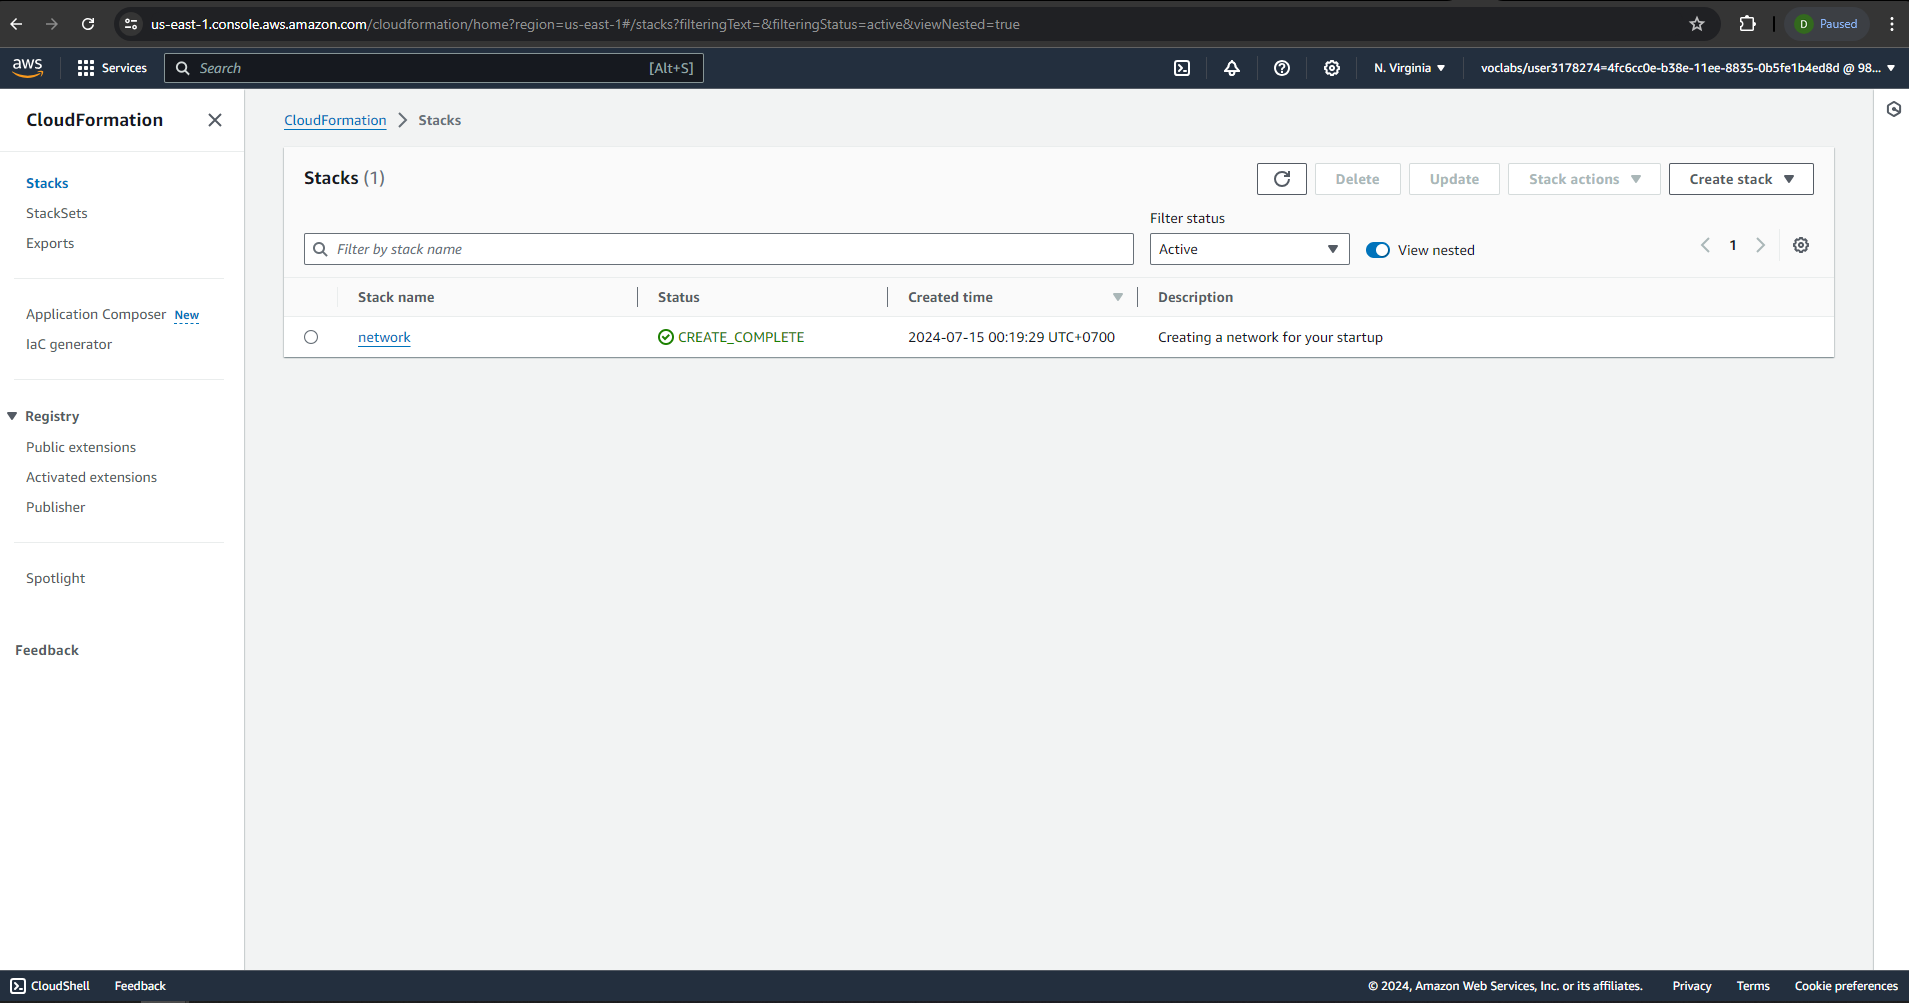 us-east-1.console.aws.amazon.com/cloudformation/home?region=us-east-1#/stacks?filteringText=&filteringStatus=active&viewNested=true
D Paused
aws
Services
Search
[Alt+S]
N. Virginia
voclabs/user3178274=4fc6cc0e-b38e-11ee-8835-0b5fe1b4ed8d @ 98...
CloudFormation
Stacks
StackSets
Exports
Application Composer New
IaC generator
Registry
Public extensions
Activated extensions
Publisher
Spotlight
Feedback
CloudFormation Stacks
Stacks (1)
Delete
Update
Stack actions
Create stack
Filter status
Filter by stack name
Active
View nested
1
Stack name Status Created time Description
network CREATE_COMPLETE 2024-07-15 00:19:29 UTC+0700 Creating a network for your startup
CloudShell Feedback © 2024, Amazon Web Services, Inc. or its affiliates. Privacy Terms Cookie preferences